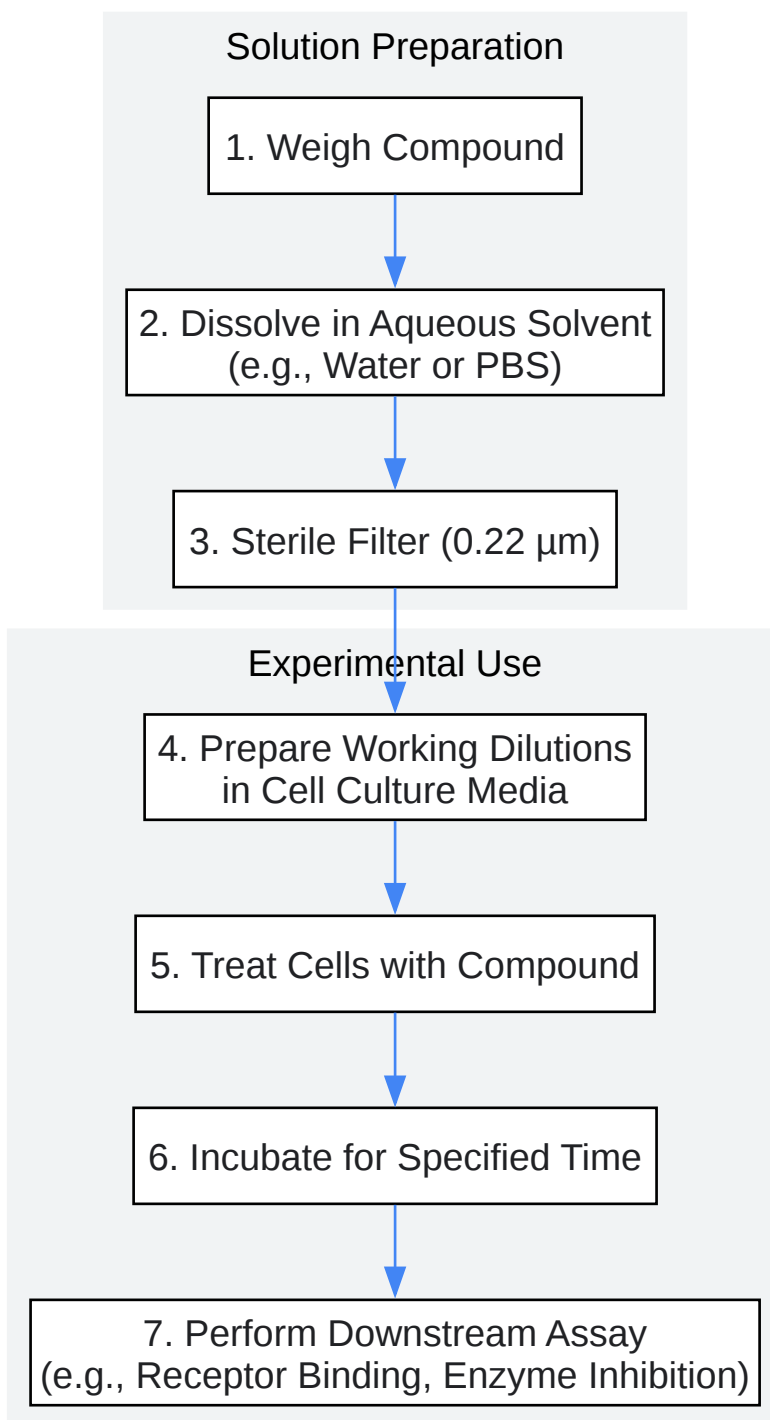 Solution Preparation
1. Weigh Compound
2. Dissolve in Aqueous Solvent
(e.g., Water or PBS)
3. Sterile Filter (0.22 µm)
Experimental Use
4. Prepare Working Dilutions
in Cell Culture Media
5. Treat Cells with Compound
6. Incubate for Specified Time
7. Perform Downstream Assay
(e.g., Receptor Binding, Enzyme Inhibition)